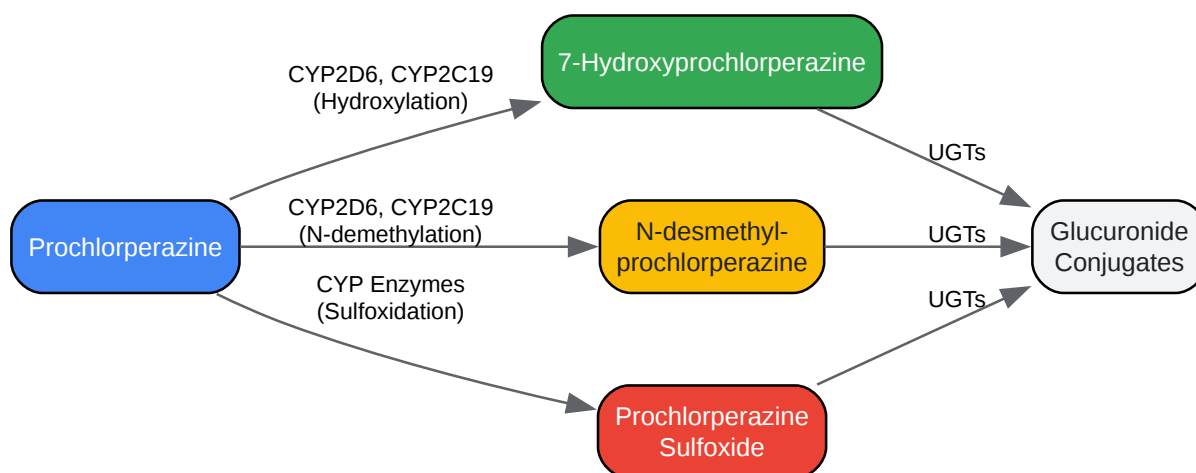 7-Hydroxyprochlorperazine
CYP2D6, CYP2C19
(Hydroxylation)
UGTs
Prochlorperazine
CYP2D6, CYP2C19
(N-demethylation)
N-desmethyl-
prochlorperazine
UGTs
Glucuronide
Conjugates
CYP Enzymes
(Sulfoxidation)
UGTs
Prochlorperazine
Sulfoxide